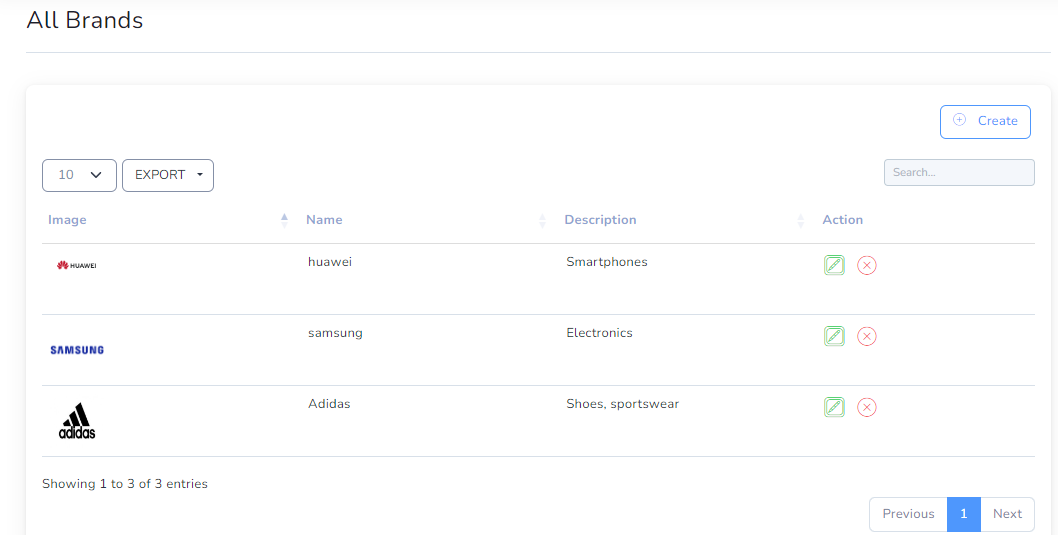 All Brands
Create
10 EXPORT Search...
Image Name Description Action
HUAWEI huawei Smartphones
SAMSUNG samsung Electronics
adidas Adidas Shoes, sportswear
Showing 1 to 3 of 3 entries
Previous 1 Next